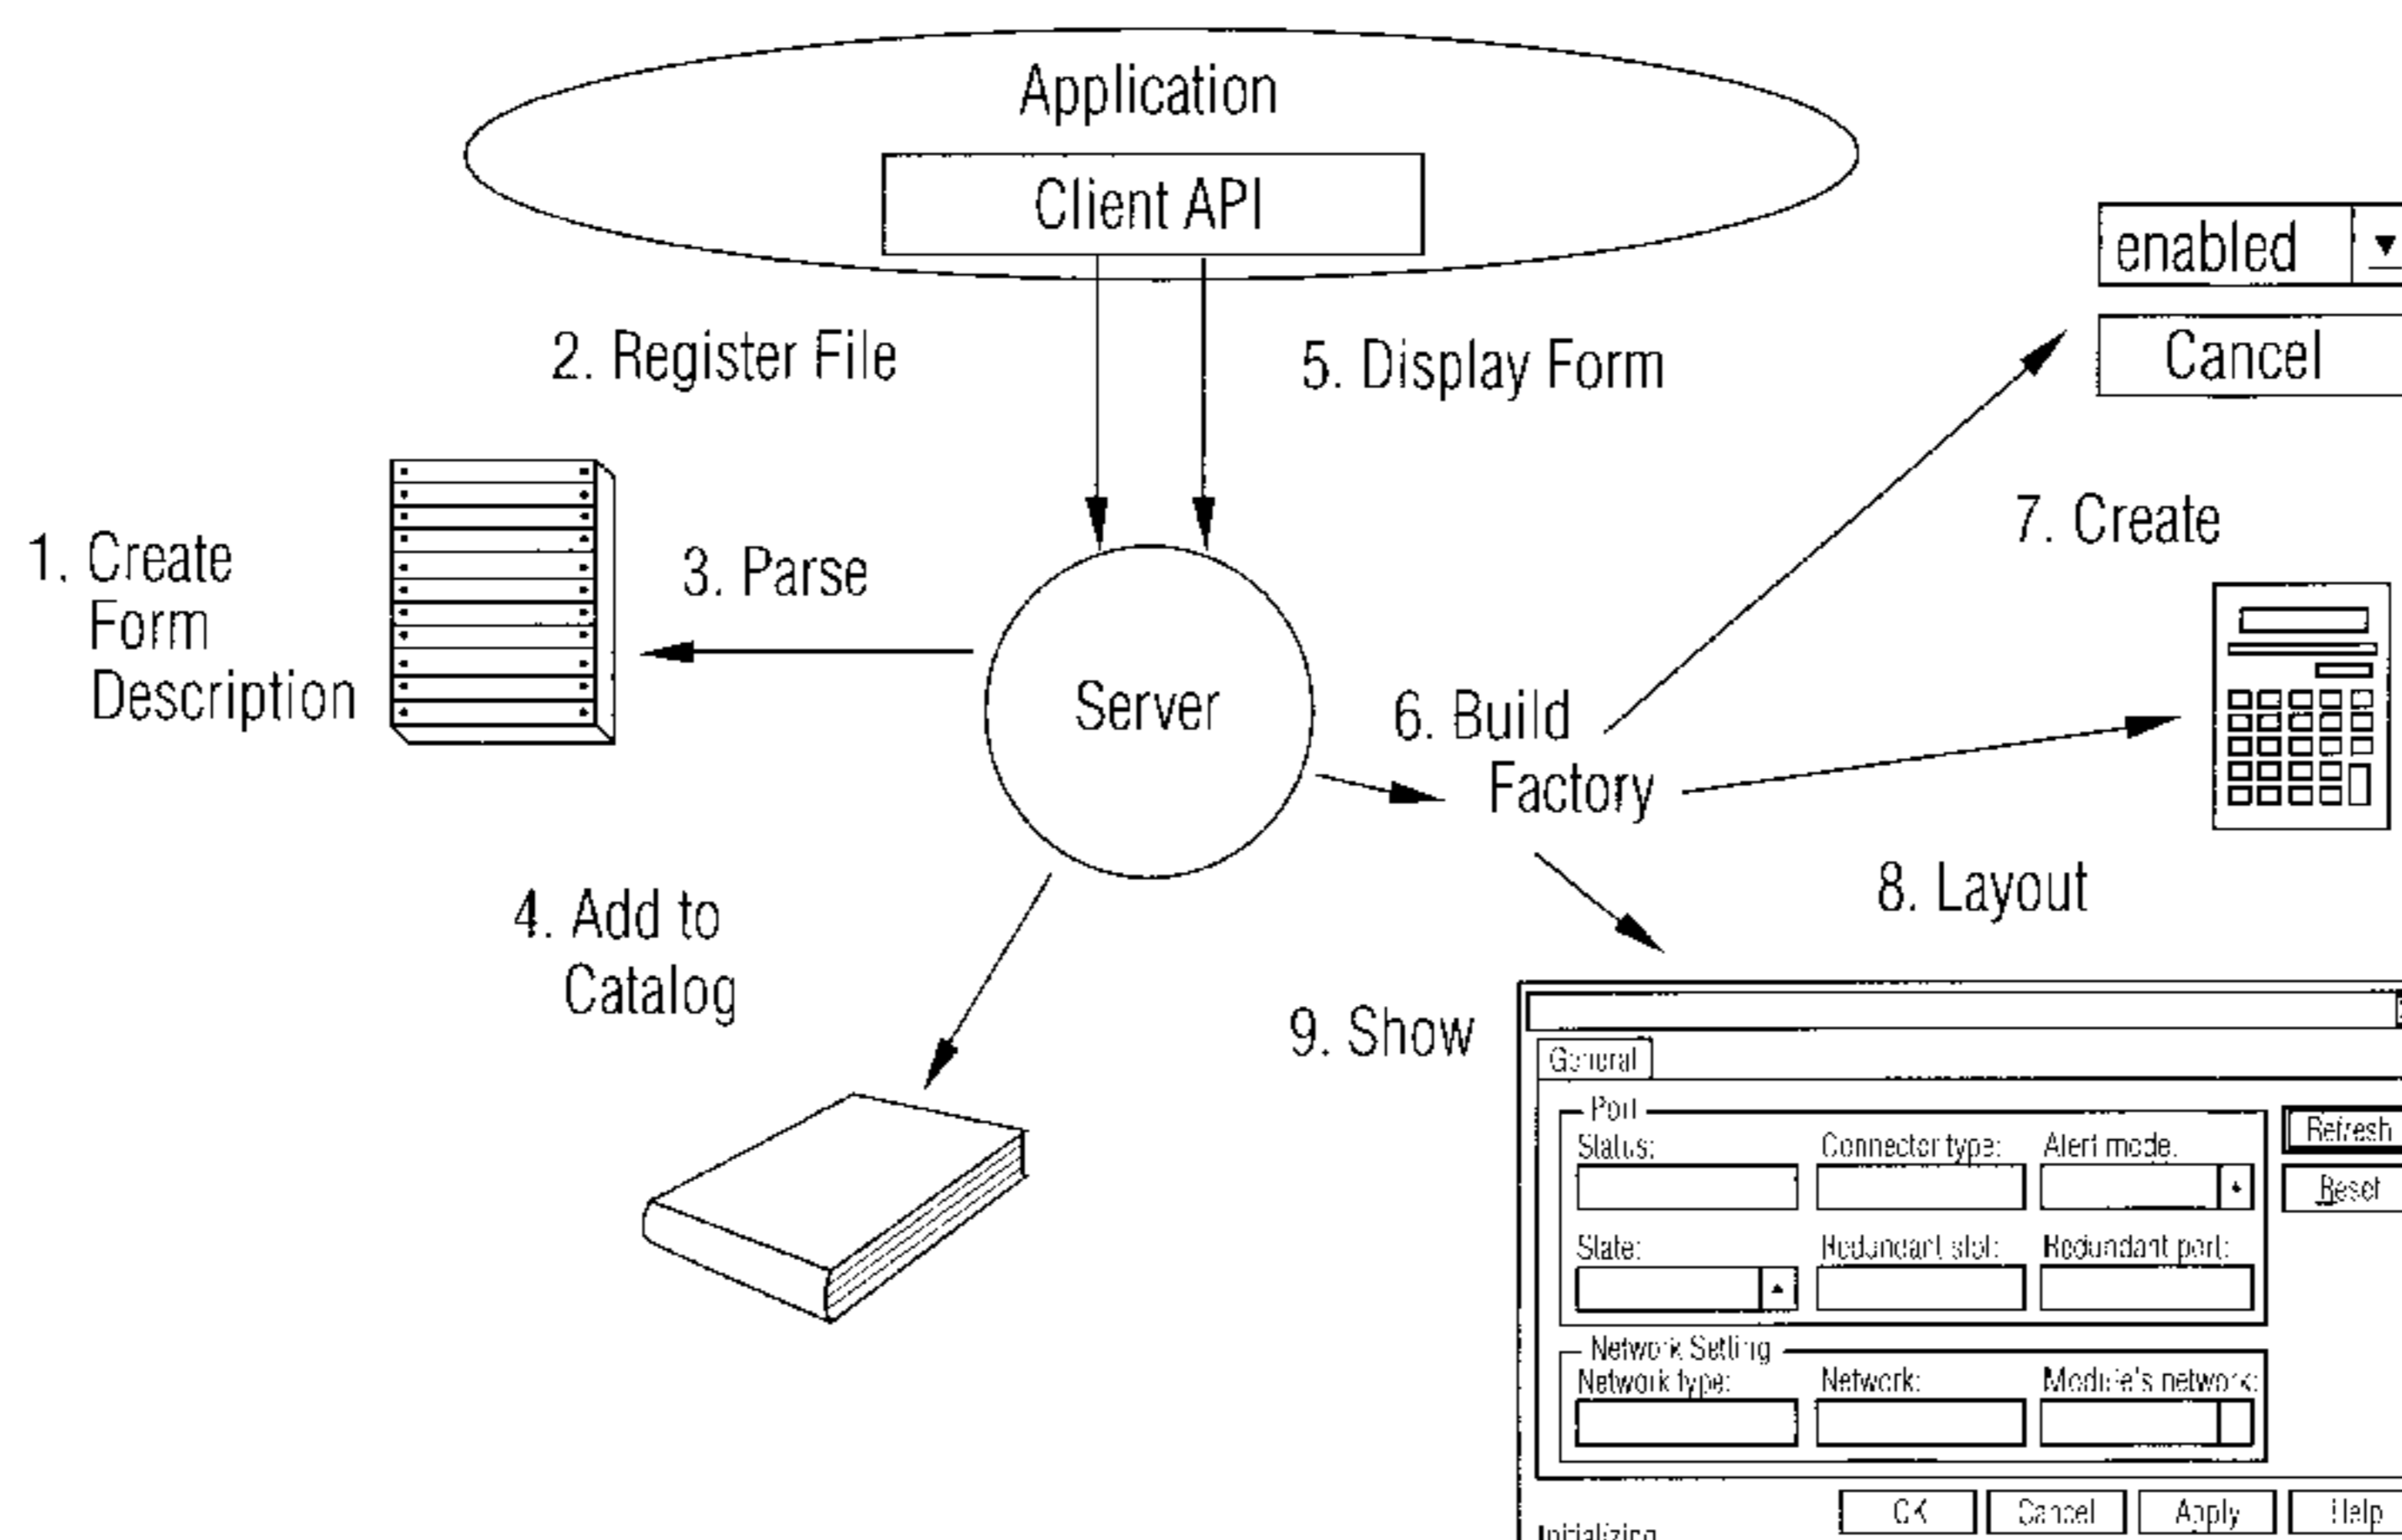 Application
Client API
enabled
Cancel
2. Register File
5. Display Form
7. Create
1. Create
Form
Description
3. Parse
Server
6. Build
Factory
8. Layout
4. Add to
Catalog
9. Show
General
Port
Status:
Connector type:
Alert mode:
Refresh
Reset
State:
Redundant slot:
Redundant port:
Network Setting
Network type:
Network:
Module's network:
OK
Cancel
Apply
Help
Initializing